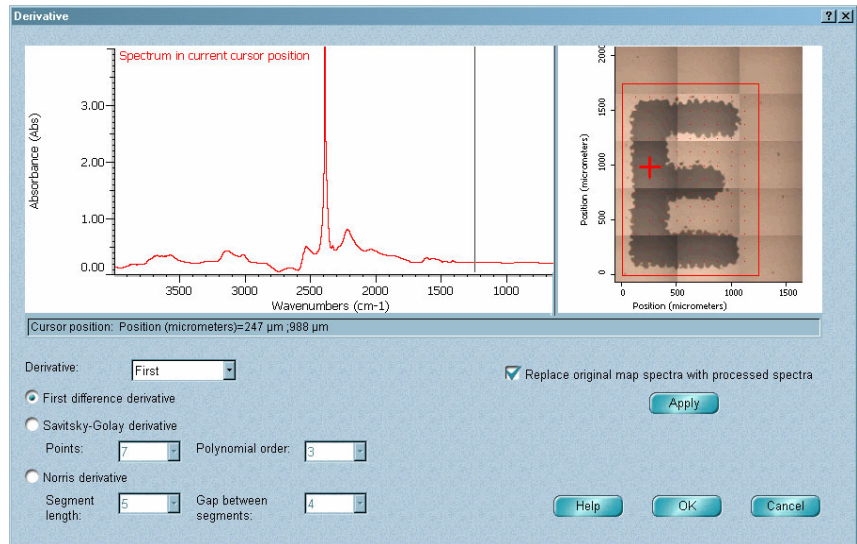 Derivative
? x
Spectrum in current cursor position
3.00
2.00
1.00
0.00
Absorbance (Abs)
3500 3000 2500 2000 1500 1000
Wavenumbers (cm-1)
2000
1500
1000
500
0
Position (micrometers)
0 500 1000 1500
Position (micrometers)
Cursor position: Position (micrometers)=247 µm ;988 µm
Derivative: First
Replace original map spectra with processed spectra
First difference derivative
Apply
Savitsky-Golay derivative
Points: 7 Polynomial order: 3
Norris derivative
Segment length: 5 Gap between segments: 4
Help OK Cancel